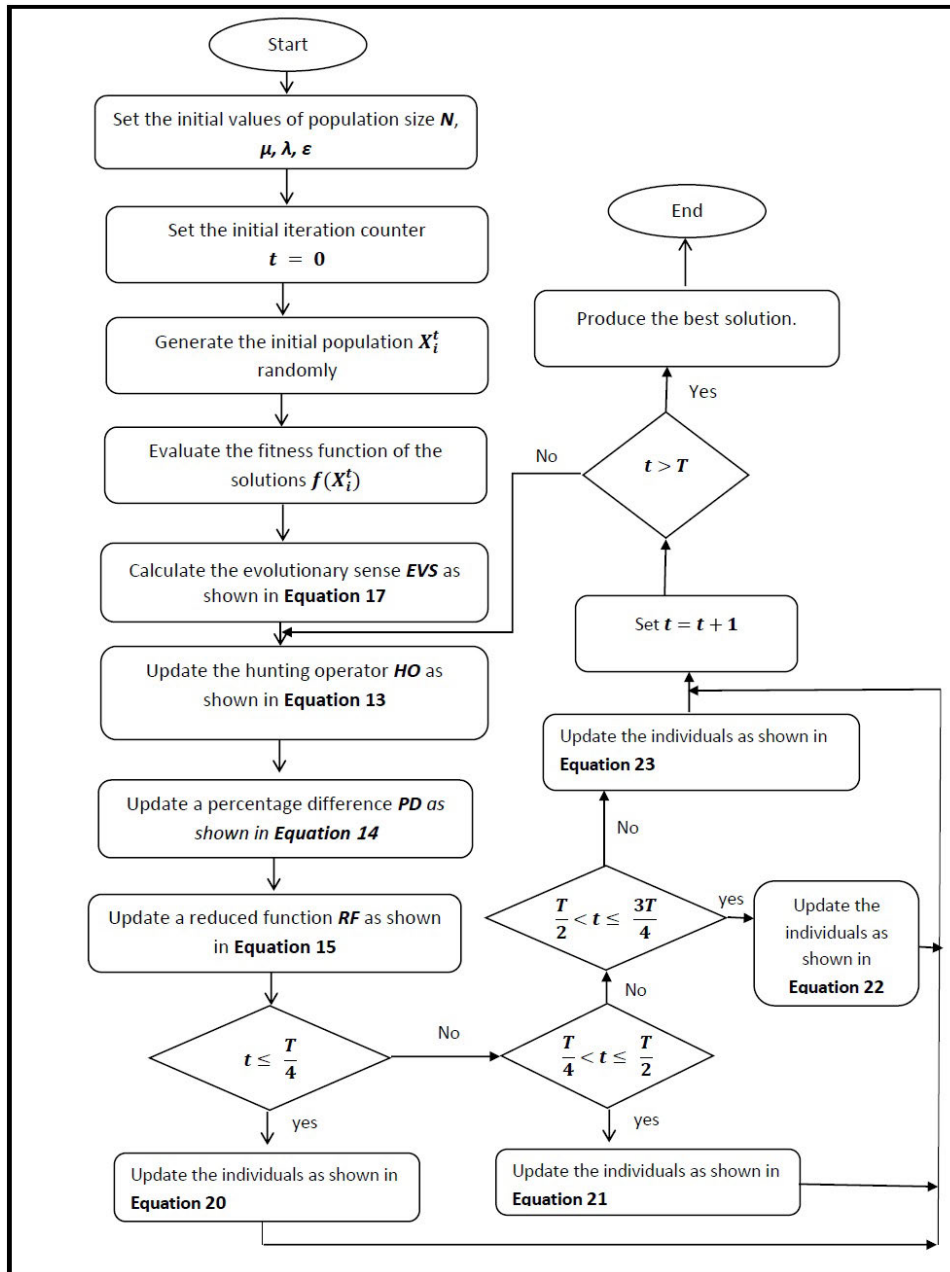 Start
Set the initial values of population size N,
μ, λ, ε
Set the initial iteration counter
t = 0
Generate the initial population X_i^t
randomly
Evaluate the fitness function of the
solutions f(X_i^t)
Calculate the evolutionary sense EVS as
shown in Equation 17
Update the hunting operator HO as
shown in Equation 13
Update a percentage difference PD as
shown in Equation 14
Update a reduced function RF as shown
in Equation 15
t ≤ T/4
yes
Update the individuals as shown in
Equation 20
No
T/4 < t ≤ T/2
yes
Update the individuals as shown in
Equation 21
No
T/2 < t ≤ 3T/4
yes
Update the
individuals as
shown in
Equation 22
No
Update the individuals as shown in
Equation 23
Set t = t + 1
t > T
No
Yes
Produce the best solution.
End